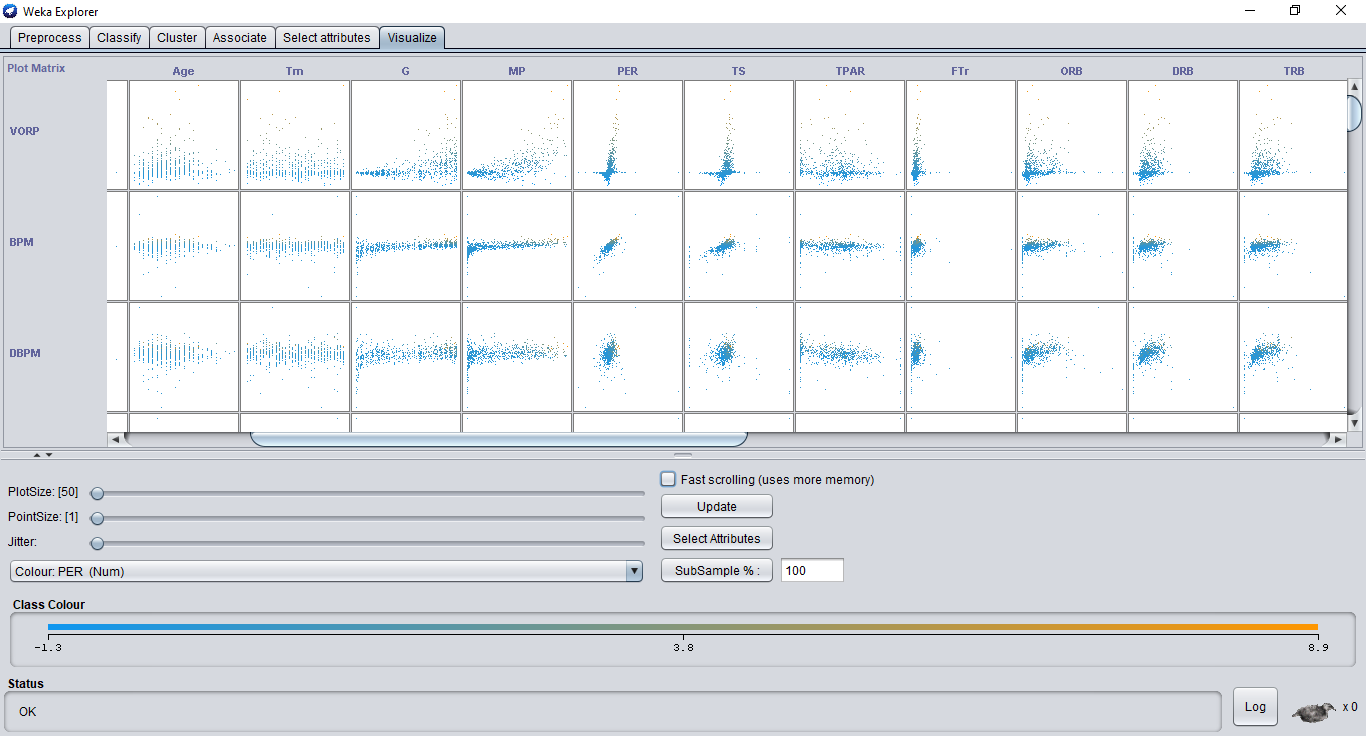 Weka Explorer
Preprocess Classify Cluster Associate Select attributes Visualize
Plot Matrix Age Tm G MP PER TS TPAR FTr ORB DRB TRB
VORP
BPM
DBPM
PlotSize: [50]
PointSize: [1]
Jitter:
Colour: PER (Num)
Fast scrolling (uses more memory)
Update
Select Attributes
SubSample % : 100
Class Colour
-1.3 3.8 8.9
Status
OK
Log x 0